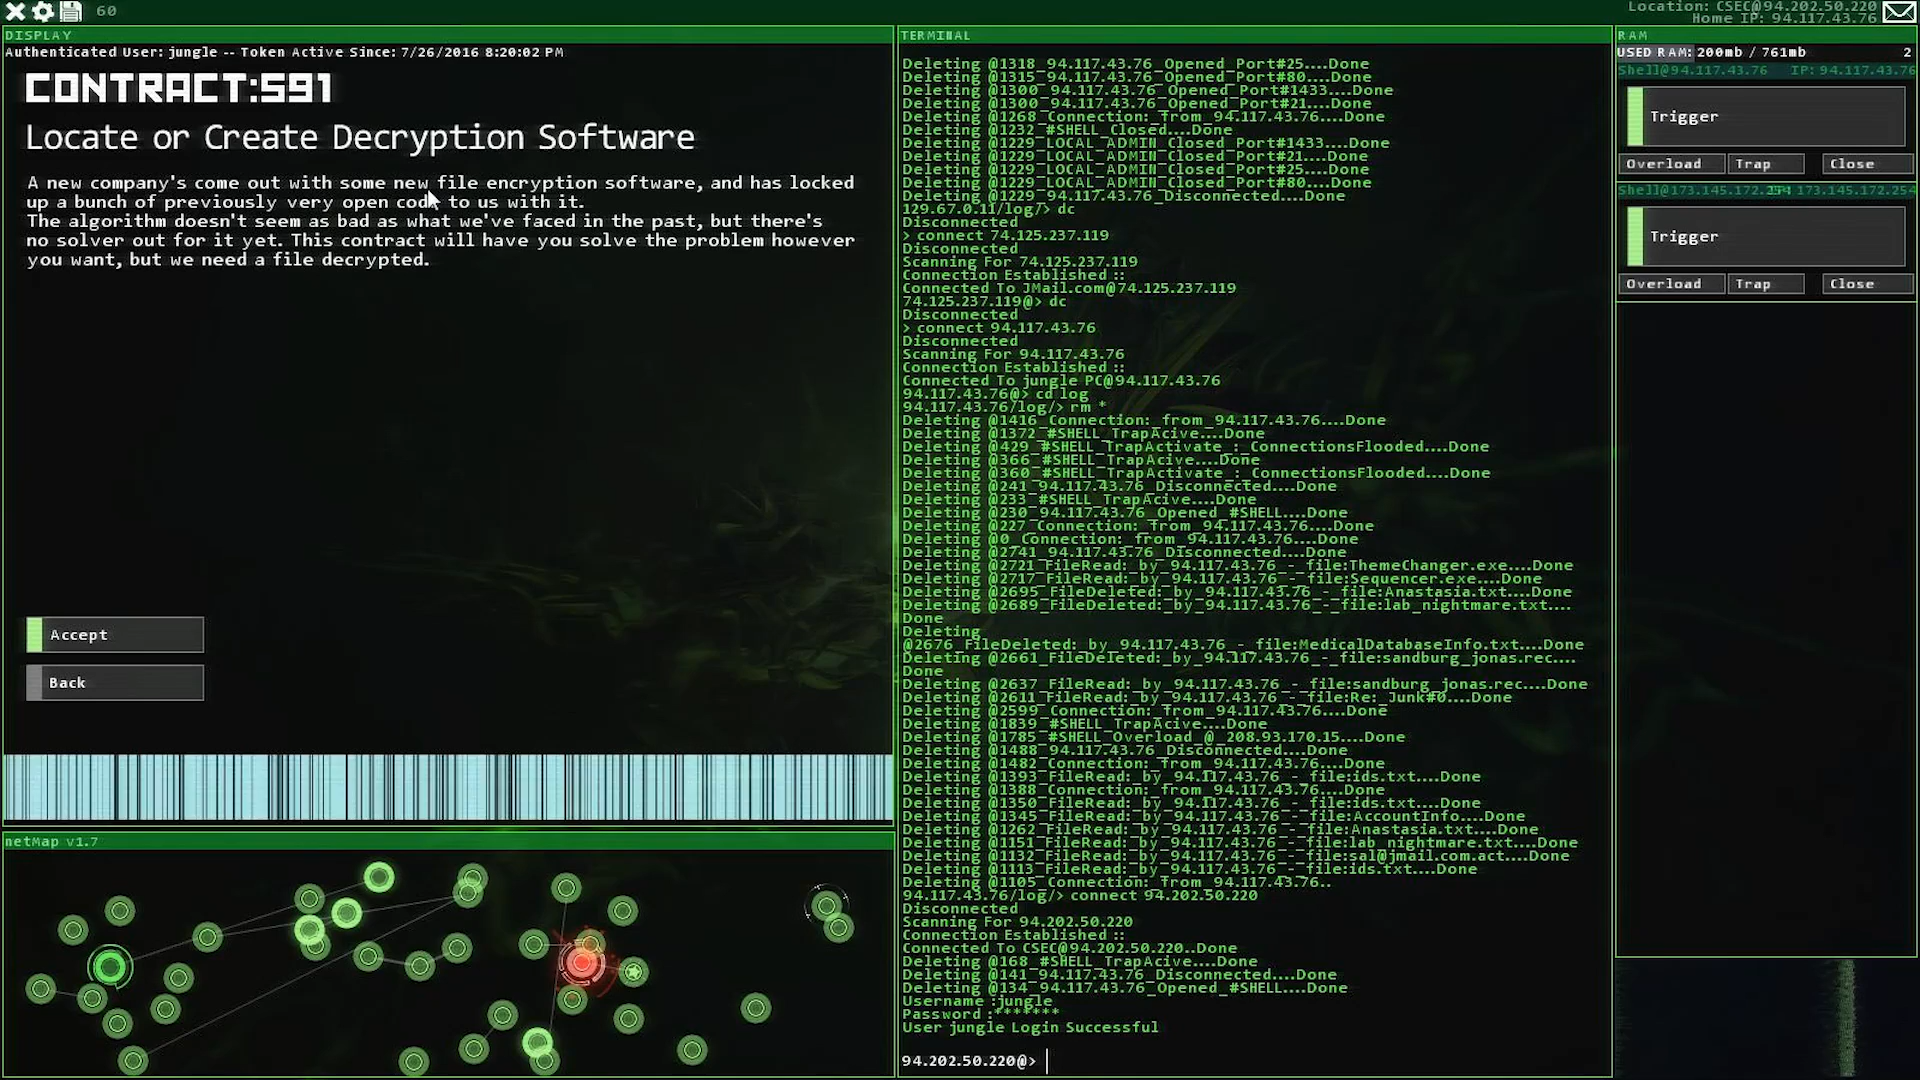 60
Location: CSEC@94.202.50.220
Home IP: 94.117.43.76
DISPLAY
Authenticated User: jungle -- Token Active Since: 7/26/2016 8:20:02 PM
CONTRACT:591
Locate or Create Decryption Software
A new company's come out with some new file encryption software, and has locked
up a bunch of previously very open code to us with it.
The algorithm doesn't seem as bad as what we've faced in the past, but there's
no solver out for it yet. This contract will have you solve the problem however
you want, but we need a file decrypted.
Accept
Back
netMap v1.7
TERMINAL
Deleting @1318_94.117.43.76_Opened_Port#25....Done
Deleting @1315_94.117.43.76_Opened_Port#80....Done
Deleting @1300_94.117.43.76_Opened_Port#1433....Done
Deleting @1300_94.117.43.76_Opened_Port#21....Done
Deleting @1268_Connection:_from_94.117.43.76....Done
Deleting @1232_#SHELL_Closed....Done
Deleting @1229_LOCAL_ADMIN_Closed_Port#1433....Done
Deleting @1229_LOCAL_ADMIN_Closed_Port#21....Done
Deleting @1229_LOCAL_ADMIN_Closed_Port#25....Done
Deleting @1229_LOCAL_ADMIN_Closed_Port#80....Done
Deleting @1229_94.117.43.76_Disconnected....Done
129.67.0.11/log/> dc
Disconnected
> connect 74.125.237.119
Disconnected
Scanning For 74.125.237.119
Connection Established ::
Connected To JMail.com@74.125.237.119
74.125.237.119@> dc
Disconnected
> connect 94.117.43.76
Disconnected
Scanning For 94.117.43.76
Connection Established ::
Connected To jungle PC@94.117.43.76
94.117.43.76@> cd log
94.117.43.76/log/> rm *
Deleting @1416_Connection:_from_94.117.43.76....Done
Deleting @1372_#SHELL_TrapAcive....Done
Deleting @429_#SHELL_TrapActivate_:_ConnectionsFlooded....Done
Deleting @366_#SHELL_TrapAcive....Done
Deleting @360_#SHELL_TrapActivate_:_ConnectionsFlooded....Done
Deleting @241_94.117.43.76_Disconnected....Done
Deleting @233_#SHELL_TrapAcive....Done
Deleting @230_94.117.43.76_Opened_#SHELL....Done
Deleting @227_Connection:_from_94.117.43.76....Done
Deleting @0_Connection:_from_94.117.43.76....Done
Deleting @2741_94.117.43.76_Disconnected....Done
Deleting @2721_FileRead:_by_94.117.43.76_-_file:ThemeChanger.exe....Done
Deleting @2717_FileRead:_by_94.117.43.76_-_file:Sequencer.exe....Done
Deleting @2695_FileDeleted:_by_94.117.43.76_-_file:Anastasia.txt....Done
Deleting @2689_FileDeleted:_by_94.117.43.76_-_file:lab_nightmare.txt....
Done
Deleting
@2676_FileDeleted:_by_94.117.43.76_-_file:MedicalDatabaseInfo.txt....Done
Deleting @2661_FileDeleted:_by_94.117.43.76_-_file:sandburg_jonas.rec....
Done
Deleting @2637_FileRead:_by_94.117.43.76_-_file:sandburg_jonas.rec....Done
Deleting @2611_FileRead:_by_94.117.43.76_-_file:Re:_Junk#0....Done
Deleting @2599_Connection:_from_94.117.43.76....Done
Deleting @1839_#SHELL_TrapAcive....Done
Deleting @1785_#SHELL_Overload_@_208.93.170.15....Done
Deleting @1488_94.117.43.76_Disconnected....Done
Deleting @1482_Connection:_from_94.117.43.76....Done
Deleting @1393_FileRead:_by_94.117.43.76_-_file:ids.txt....Done
Deleting @1388_Connection:_from_94.117.43.76....Done
Deleting @1350_FileRead:_by_94.117.43.76_-_file:ids.txt....Done
Deleting @1345_FileRead:_by_94.117.43.76_-_file:AccountInfo....Done
Deleting @1262_FileRead:_by_94.117.43.76_-_file:Anastasia.txt....Done
Deleting @1151_FileRead:_by_94.117.43.76_-_file:lab_nightmare.txt....Done
Deleting @1132_FileRead:_by_94.117.43.76_-_file:sal@jmail.com.act....Done
Deleting @1113_FileRead:_by_94.117.43.76_-_file:ids.txt....Done
Deleting @1105_Connection:_from_94.117.43.76..
94.117.43.76/log/> connect 94.202.50.220
Disconnected
Scanning For 94.202.50.220
Connection Established ::
Connected To CSEC@94.202.50.220..Done
Deleting @168_#SHELL_TrapAcive....Done
Deleting @141_94.117.43.76_Disconnected....Done
Deleting @134_94.117.43.76_Opened_#SHELL....Done
Username :jungle
Password :*******
User jungle Login Successful
94.202.50.220@>
RAM
USED RAM: 200mb / 761mb 2
Shell@94.117.43.76 IP: 94.117.43.76
Trigger
Overload Trap Close
Shell@173.145.172.254 173.145.172.254
Trigger
Overload Trap Close